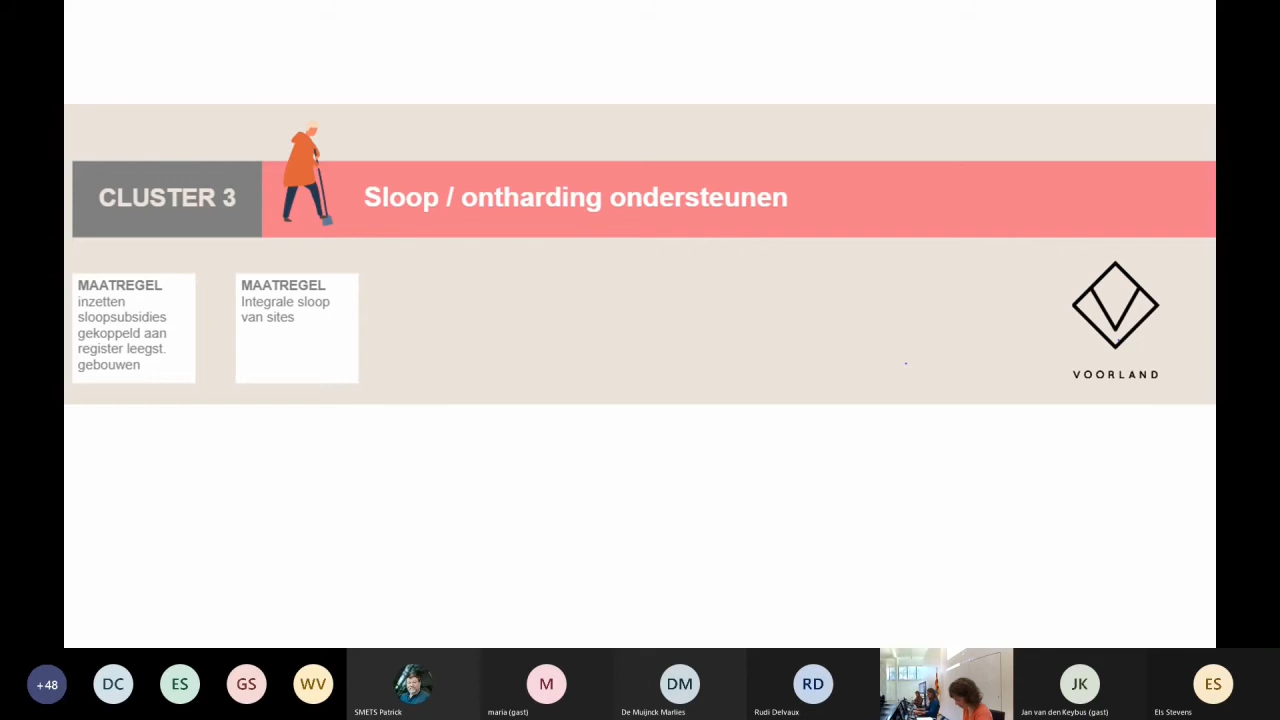 CLUSTER 3
Sloop / ontharding ondersteunen
MAATREGEL
inzetten
sloopsubsidies
gekoppeld aan
register leegst.
gebouwen
MAATREGEL
Integrale sloop
van sites
VOORLAND
+48
DC
ES
GS
WV
SMETS Patrick
M
maria (gast)
DM
De Muijnck Marlies
RD
Rudi Delvaux
JK
Jan van den Keybus (gast)
ES
Els Stevens